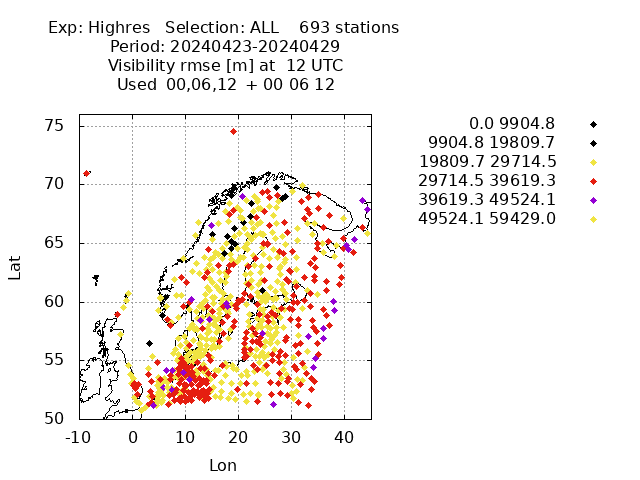 Exp: Highres Selection: ALL 693 stations
Period: 20240423-20240429
Visibility rmse [m] at 12 UTC
Used 00,06,12 + 00 06 12
0.0 9904.8
9904.8 19809.7
19809.7 29714.5
29714.5 39619.3
39619.3 49524.1
49524.1 59429.0
75
70
65
60
55
50
Lat
-10 0 10 20 30 40
Lon